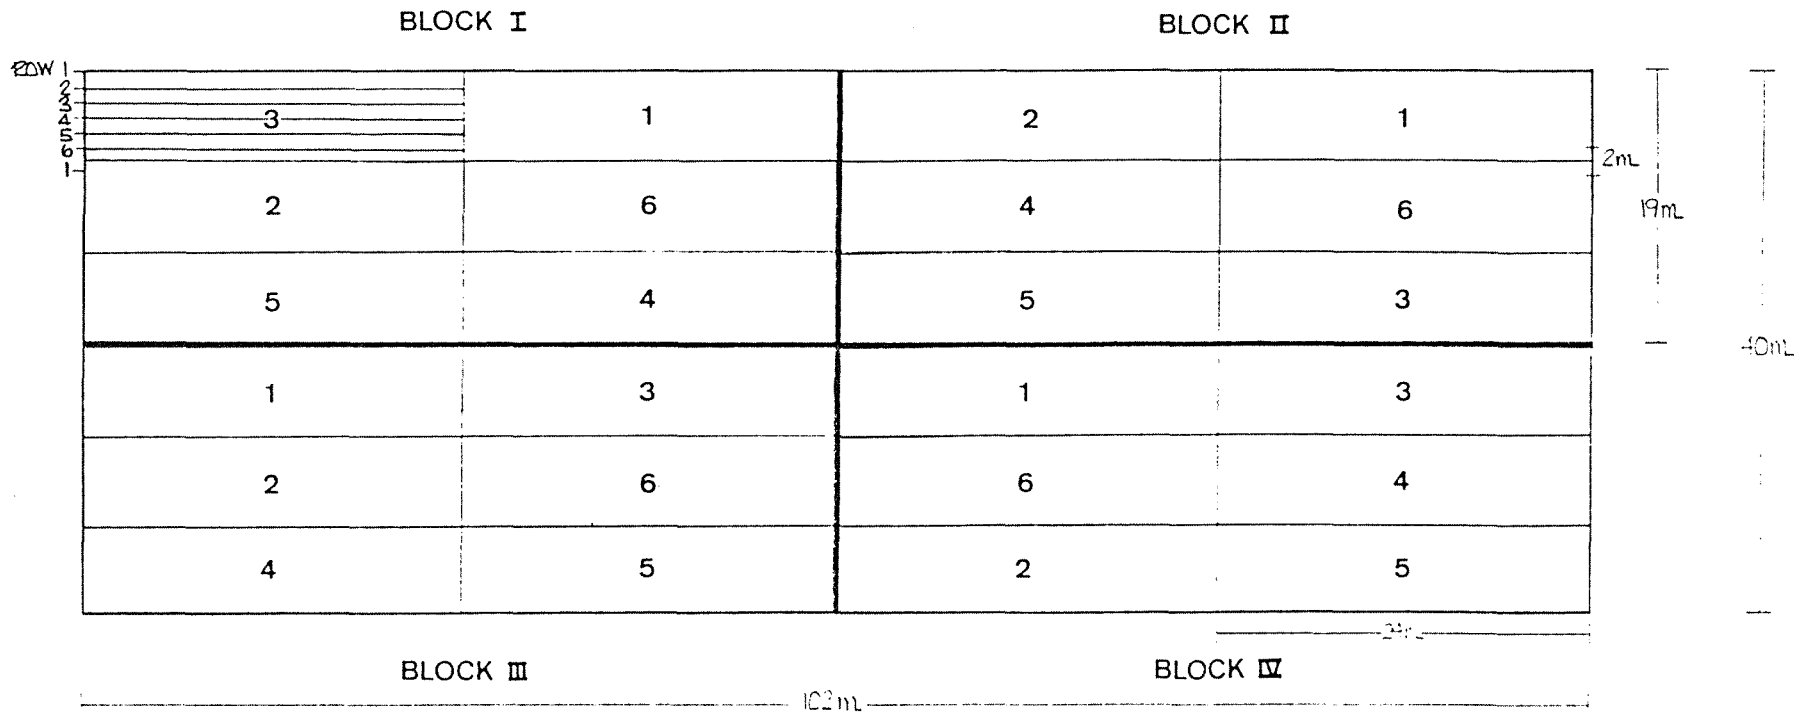 BLOCK I BLOCK II
ROW 1
2
3
4
5
6
1
3 1 2 1
2m
2 6 4 6
19m
5 4 5 3
40m
1 3 1 3
2 6 6 4
4 5 2 5
24m
BLOCK III BLOCK IV
102m